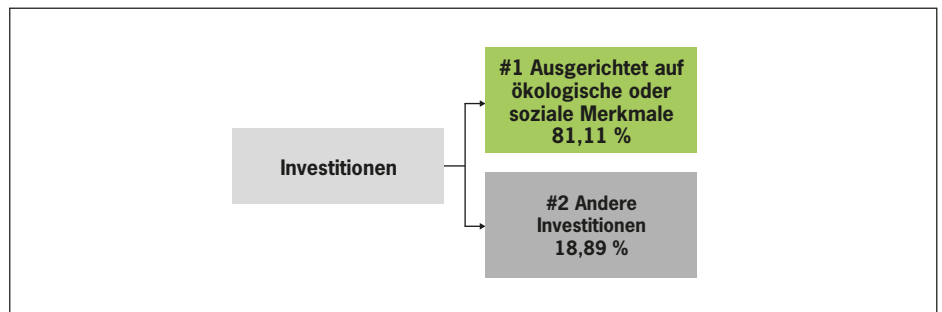 Investitionen
#1 Ausgerichtet auf
ökologische oder
soziale Merkmale
81,11 %
#2 Andere
Investitionen
18,89 %